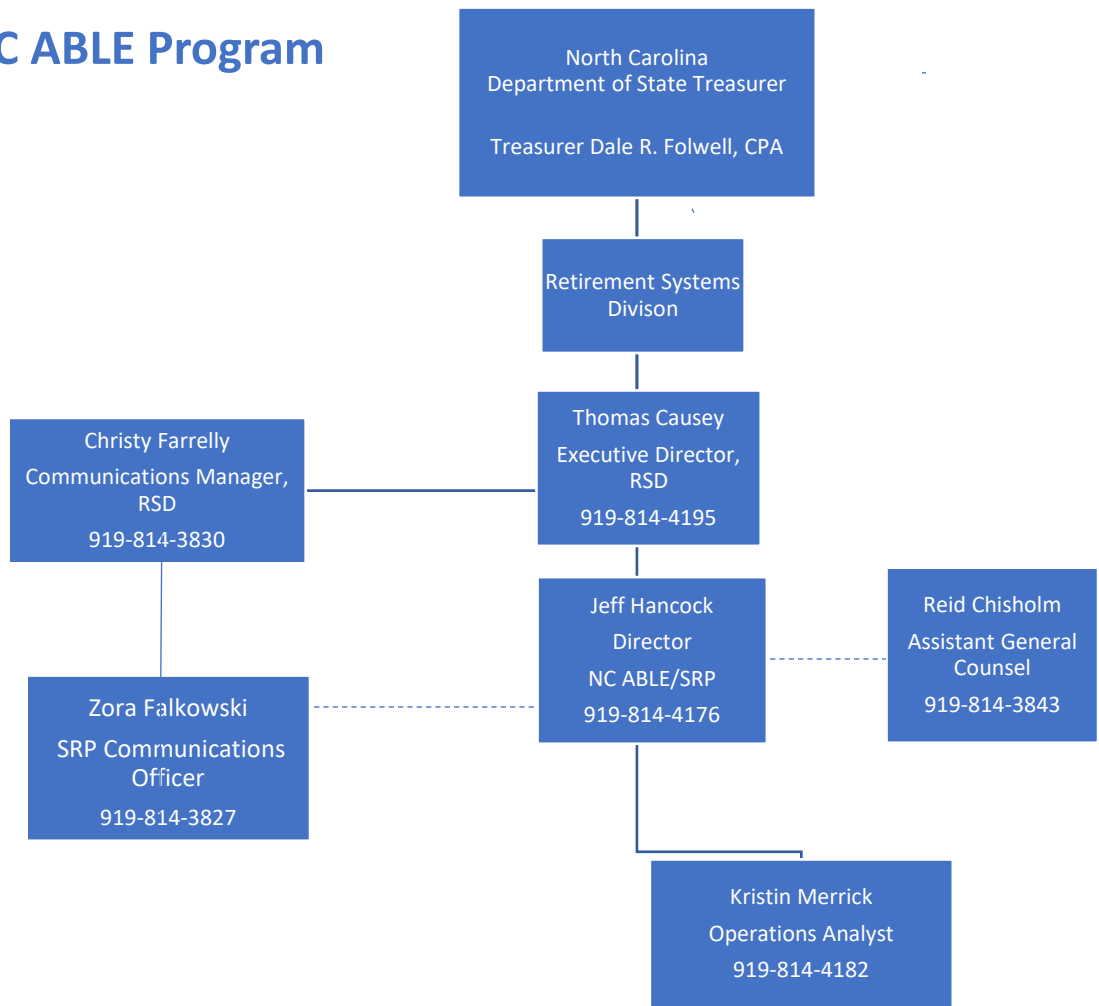 C ABLE Program
North Carolina
Department of State Treasurer
Treasurer Dale R. Folwell, CPA
Retirement Systems
Divison
Thomas Causey
Executive Director,
RSD
919-814-4195
Christy Farrelly
Communications Manager,
RSD
919-814-3830
Jeff Hancock
Director
NC ABLE/SRP
919-814-4176
Reid Chisholm
Assistant General
Counsel
919-814-3843
Zora Falkowski
SRP Communications
Officer
919-814-3827
Kristin Merrick
Operations Analyst
919-814-4182